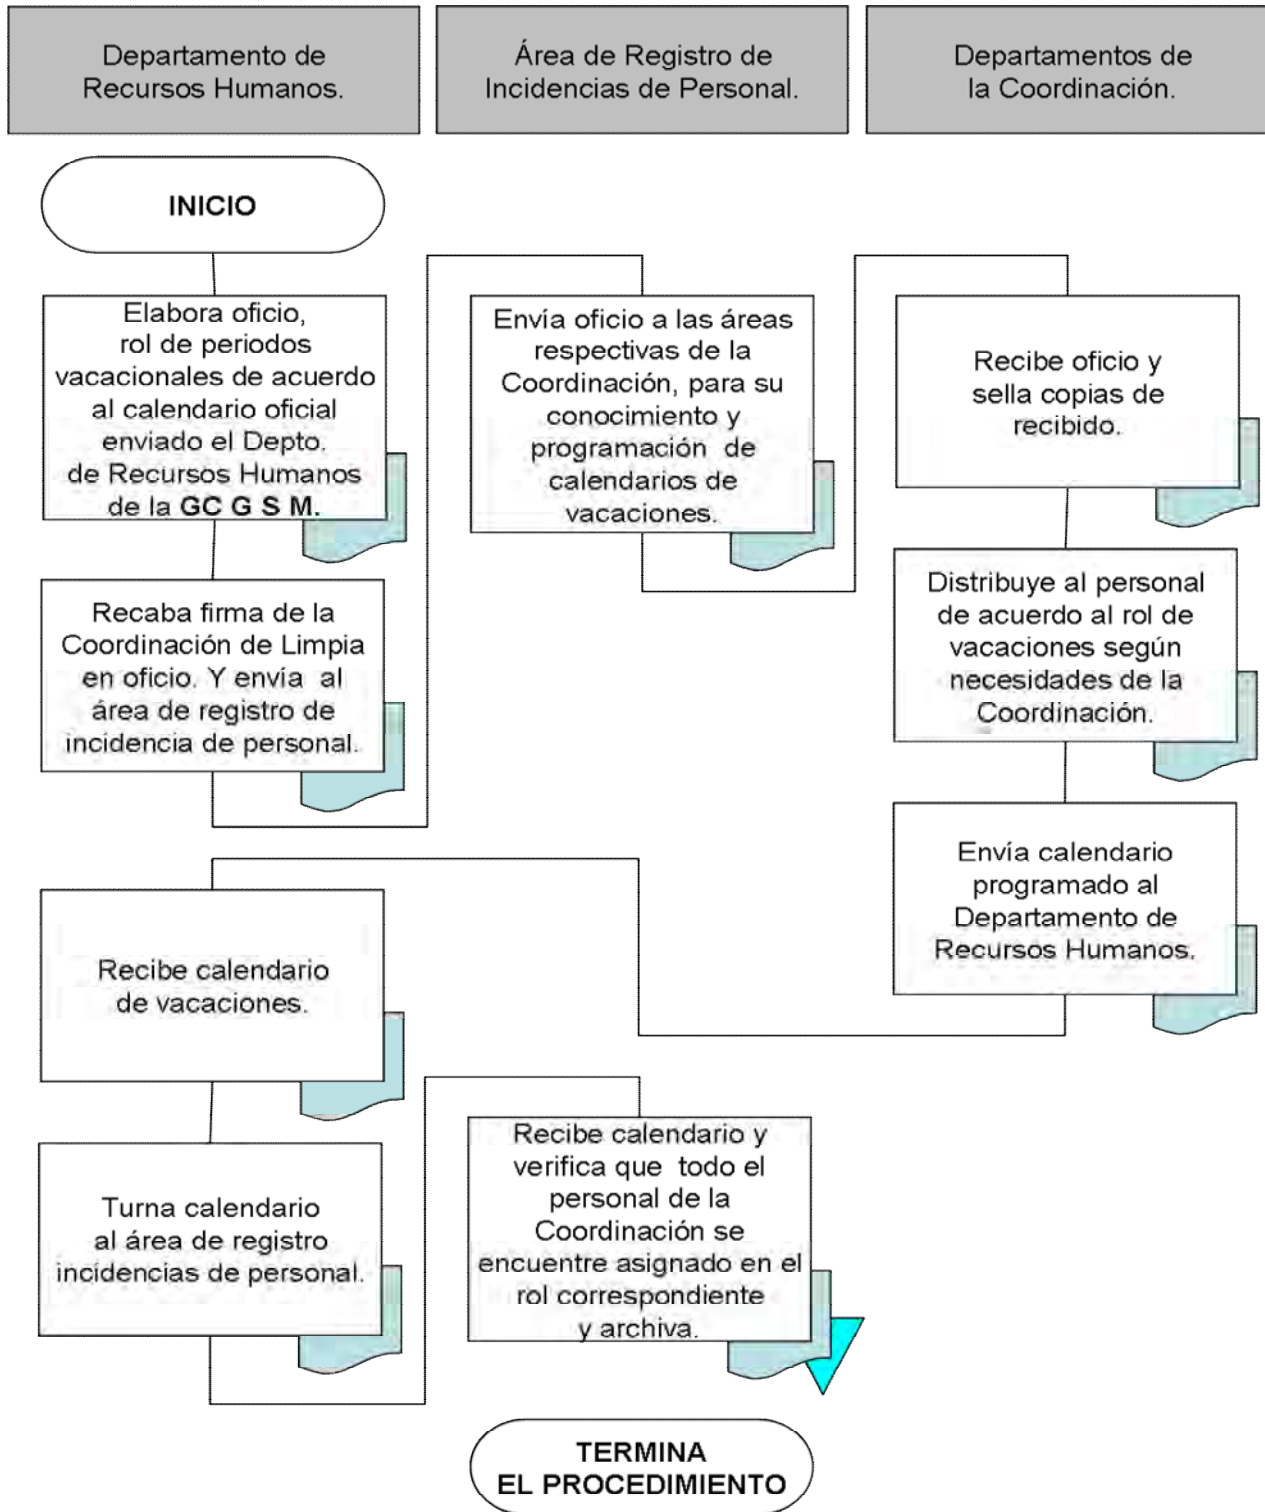 Departamento de
Recursos Humanos.
Área de Registro de
Incidencias de Personal.
Departamentos de
la Coordinación.
INICIO
Elabora oficio,
rol de periodos
vacacionales de acuerdo
al calendario oficial
enviado el Depto.
de Recursos Humanos
de la GC G S M.
Recaba firma de la
Coordinación de Limpia
en oficio. Y envía al
área de registro de
incidencia de personal.
Envía oficio a las áreas
respectivas de la
Coordinación, para su
conocimiento y
programación de
calendarios de
vacaciones.
Recibe oficio y
sella copias de
recibido.
Distribuye al personal
de acuerdo al rol de
vacaciones según
necesidades de la
Coordinación.
Envía calendario
programado al
Departamento de
Recursos Humanos.
Recibe calendario
de vacaciones.
Turna calendario
al área de registro
incidencias de personal.
Recibe calendario y
verifica que todo el
personal de la
Coordinación se
encuentre asignado en el
rol correspondiente
y archiva.
TERMINA
EL PROCEDIMIENTO